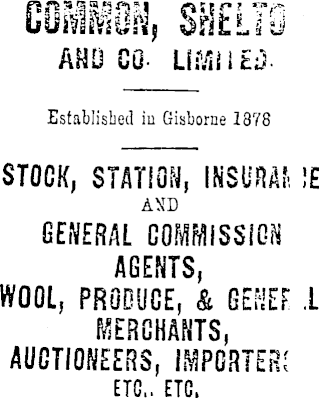 COMMON, SHELTO
AND CO. LIMITED.
Established in Gisborne 1878
STOCK, STATION, INSURANCE
AND
GENERAL COMMISSION
AGENTS,
WOOL, PRODUCE, & GENERAL
MERCHANTS,
AUCTIONEERS, IMPORTERS
ETC., ETC,